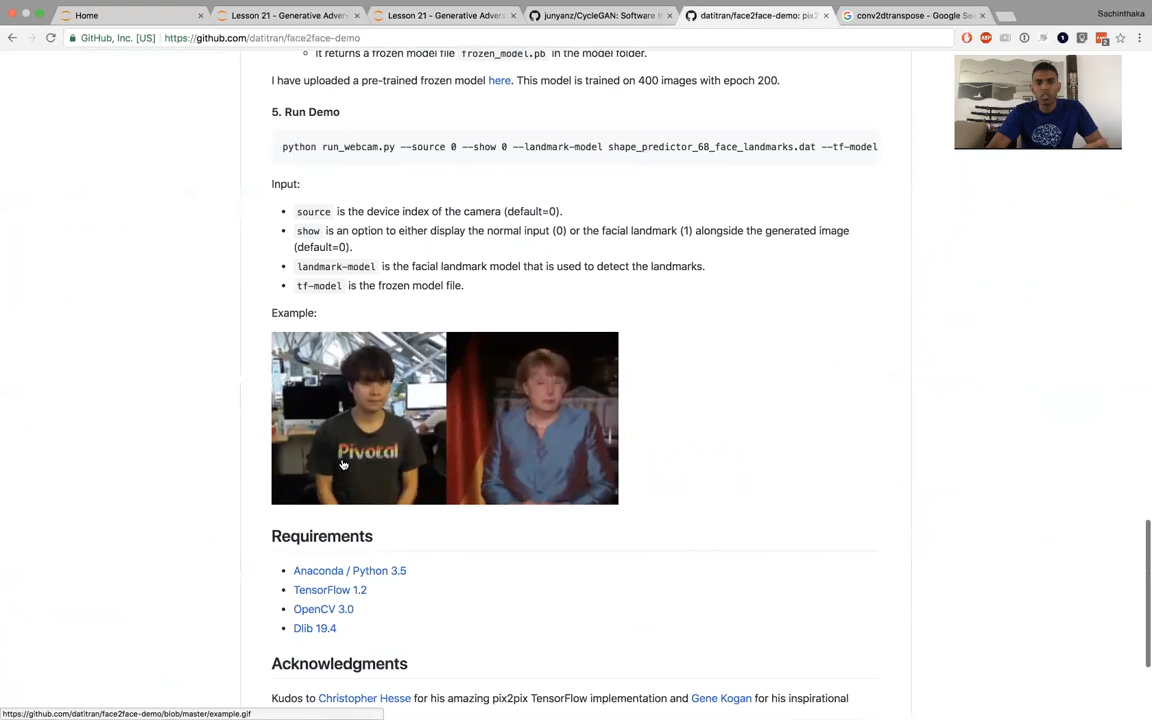 Home
Lesson 21 - Generative Advers
Lesson 21 - Generative Advers
junyanz/CycleGAN: Software th
datitran/face2face-demo: pix2
conv2dtranspose - Google Sea
Sachinthaka
GitHub, Inc. [US] | https://github.com/datitran/face2face-demo
It returns a frozen model file frozen_model.pb in the model folder.
I have uploaded a pre-trained frozen model here. This model is trained on 400 images with epoch 200.
5. Run Demo
python run_webcam.py --source 0 --show 0 --landmark-model shape_predictor_68_face_landmarks.dat --tf-model
Input:
• source is the device index of the camera (default=0).
• show is an option to either display the normal input (0) or the facial landmark (1) alongside the generated image
(default=0).
• landmark-model is the facial landmark model that is used to detect the landmarks.
• tf-model is the frozen model file.
Example:
Pivotal
Requirements
• Anaconda / Python 3.5
• TensorFlow 1.2
• OpenCV 3.0
• Dlib 19.4
Acknowledgments
Kudos to Christopher Hesse for his amazing pix2pix TensorFlow implementation and Gene Kogan for his inspirational
https://github.com/datitran/face2face-demo/blob/master/example.gif